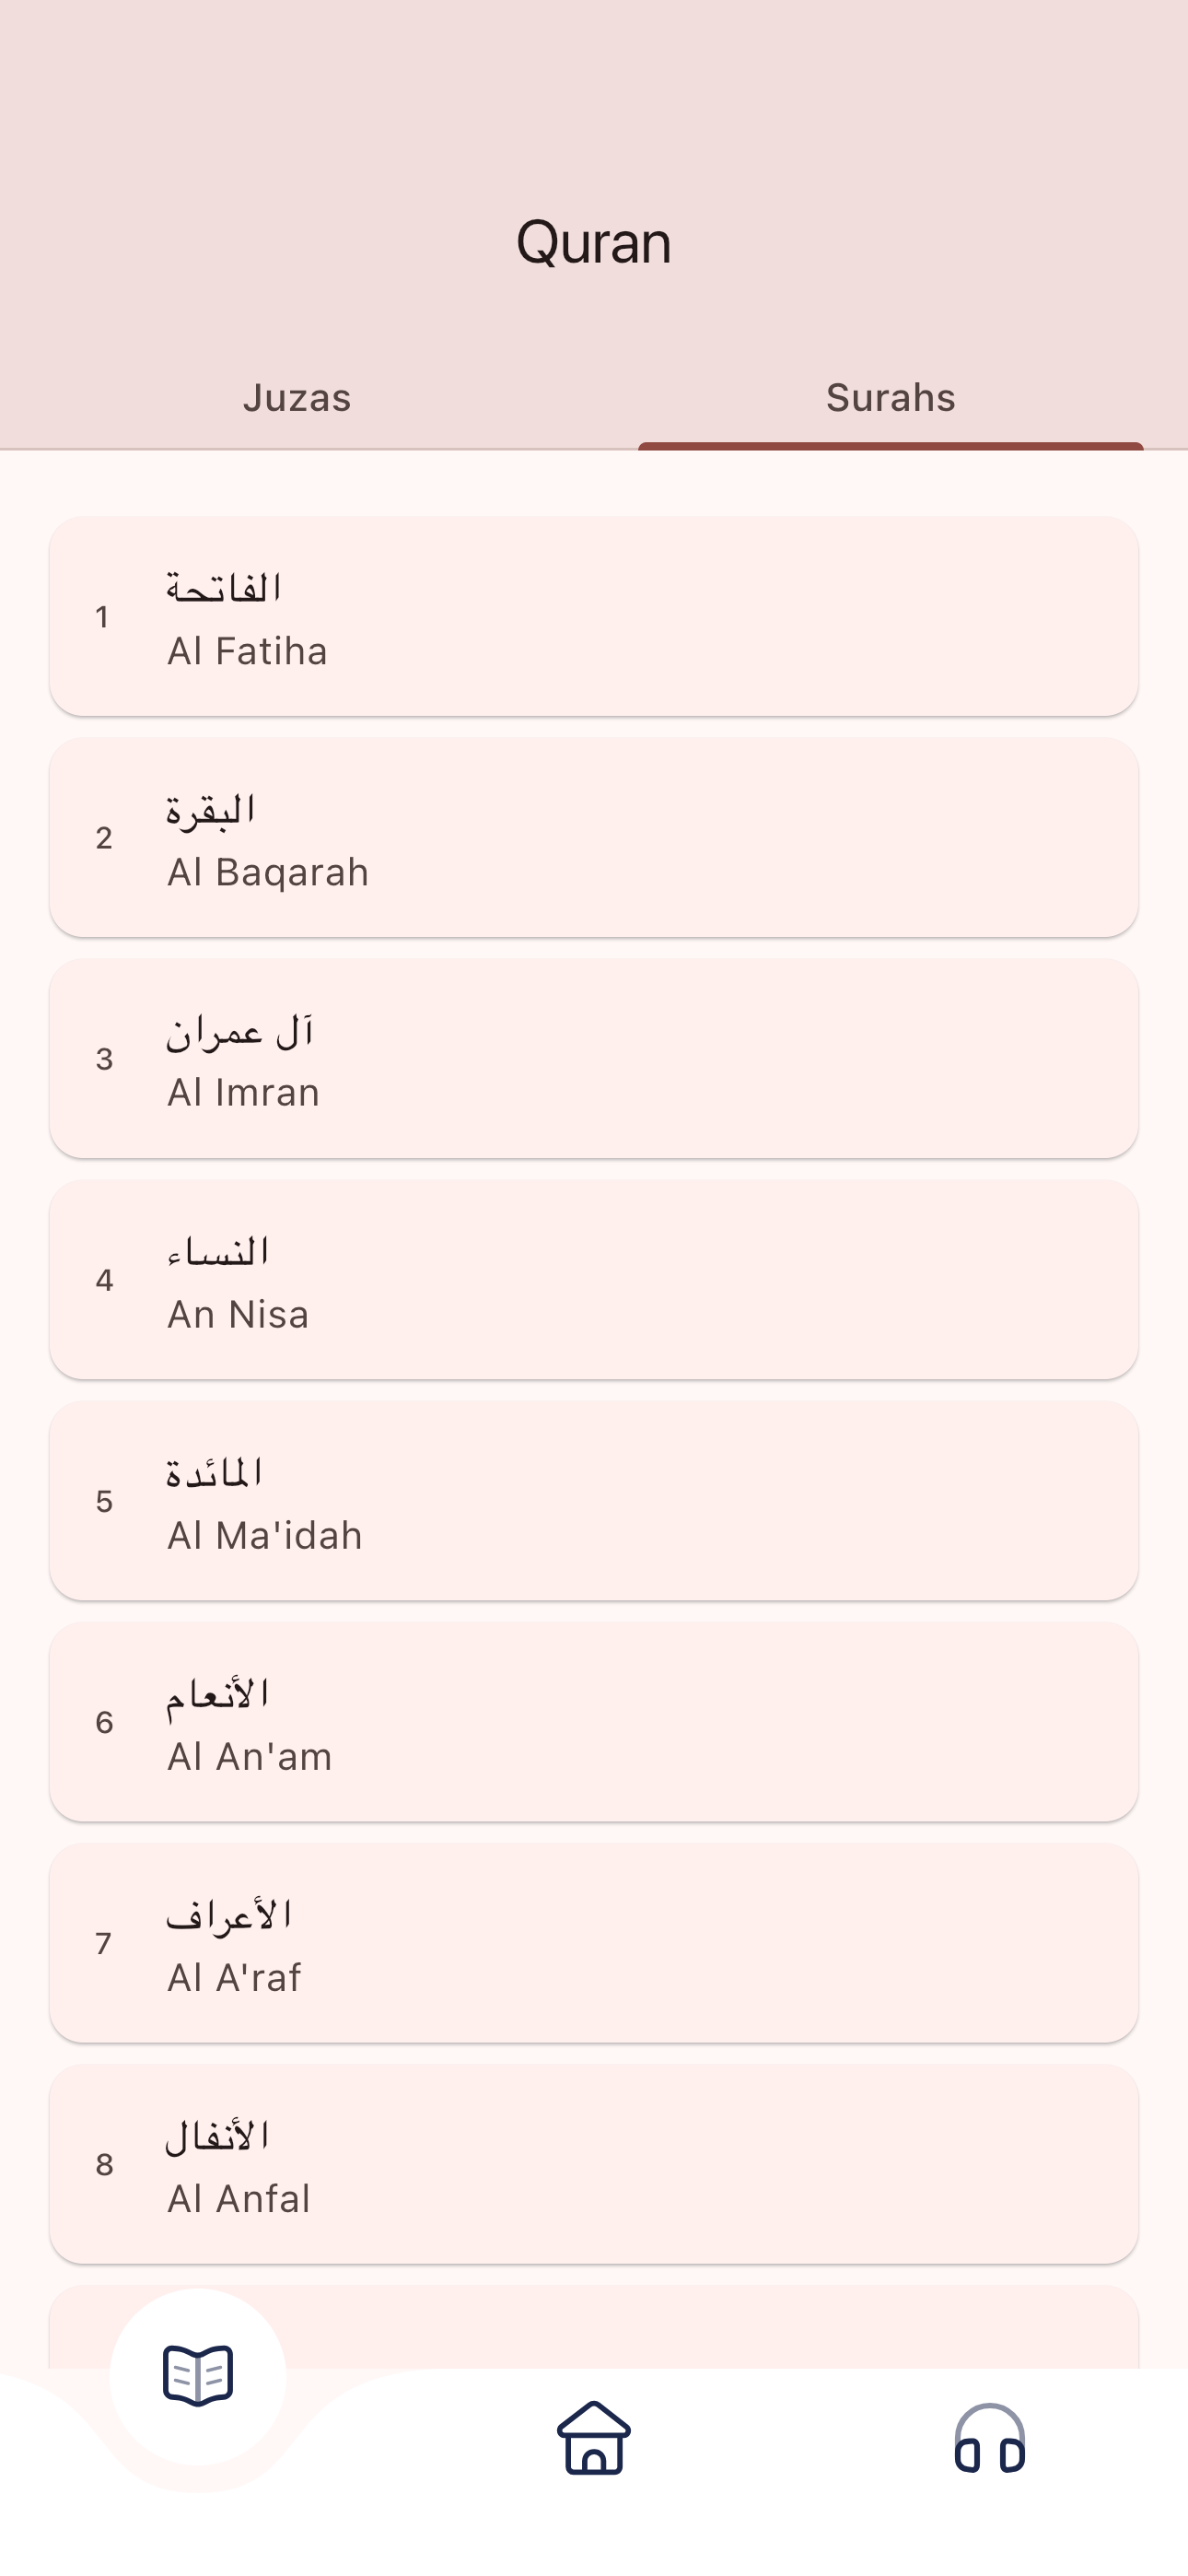 Quran
Juzas
Surahs
1
الفاتحة
Al Fatiha
2
البقرة
Al Baqarah
3
آل عمران
Al Imran
4
النساء
An Nisa
5
المائدة
Al Ma'idah
6
الأنعام
Al An'am
7
الأعراف
Al A'raf
8
الأنفال
Al Anfal